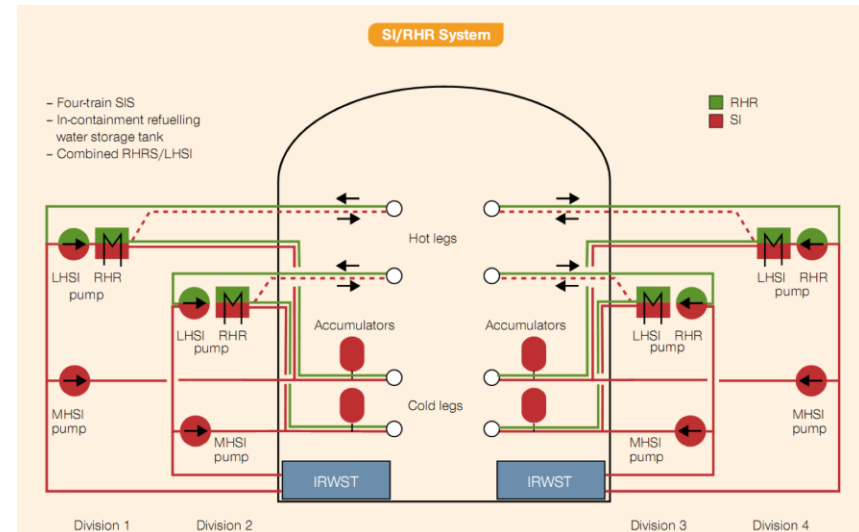 SI/RHR System
– Four-train SIS
– In-containment refuelling
water storage tank
– Combined RHRS/LHSI
RHR
SI
Hot legs
LHSI RHR
pump
LHSI RHR
pump
LHSI RHR
pump
LHSI RHR
pump
Accumulators
Accumulators
Cold legs
MHSI
pump
MHSI
pump
MHSI
pump
MHSI
pump
IRWST
IRWST
Division 1
Division 2
Division 3
Division 4